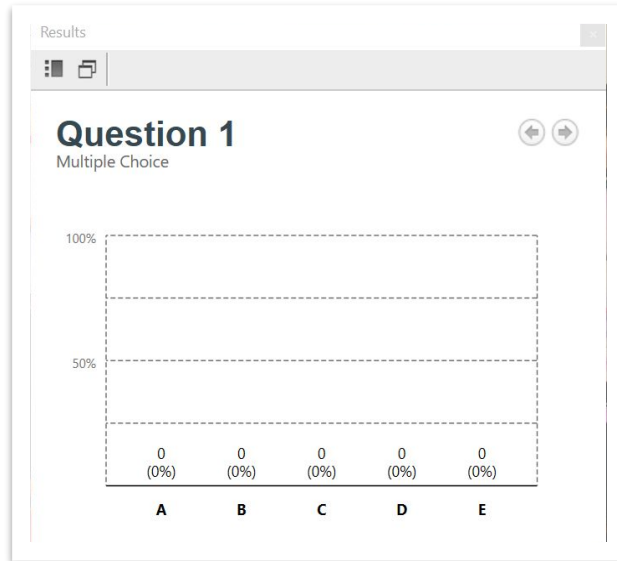 Results
Question 1
Multiple Choice
100%
50%
0 0 0 0 0
(0%) (0%) (0%) (0%) (0%)
A B C D E